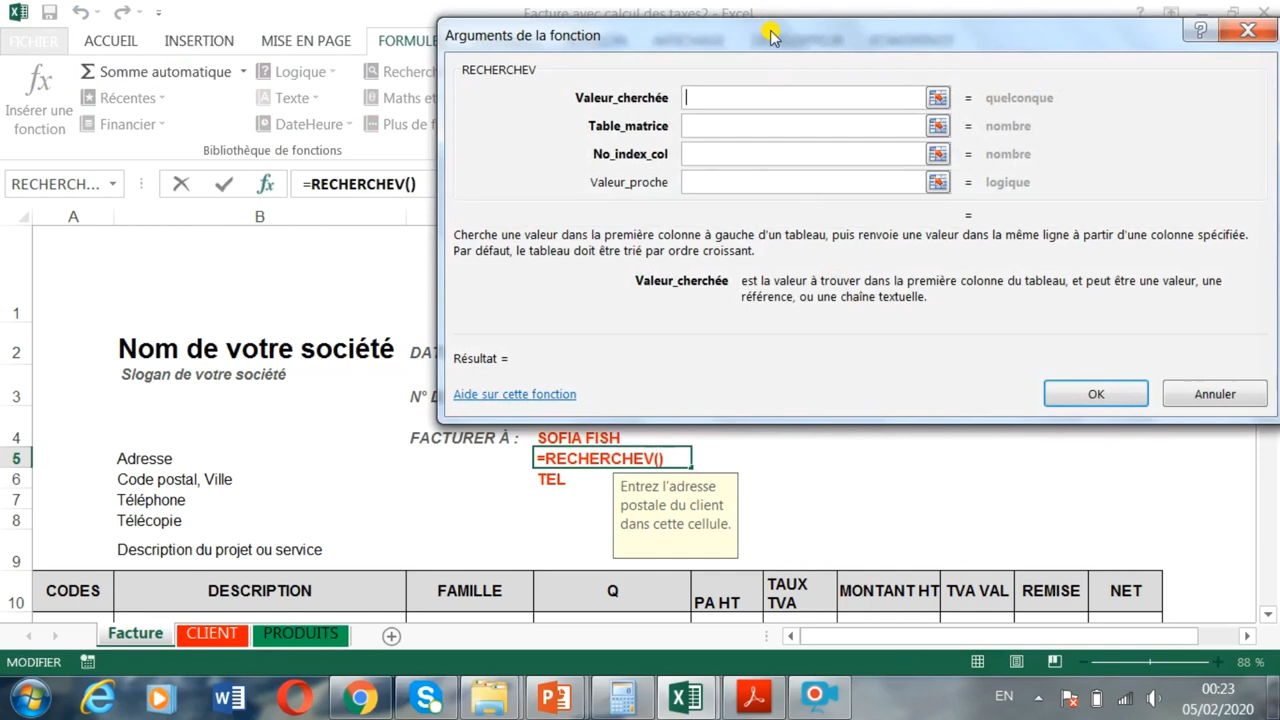 Facture avec calcul des taxes2 - Excel
FICHIER ACCUEIL INSERTION MISE EN PAGE FORMULE
Arguments de la fonction
Insérer une
fonction
Somme automatique
Récentes
Financier
Logique
Texte
DateHeure
Recherch
Maths et
Plus de f
Bibliothèque de fonctions
RECHERCHEV
Valeur_cherchée = quelconque
Table_matrice = nombre
No_index_col = nombre
Valeur_proche = logique
=
Cherche une valeur dans la première colonne à gauche d'un tableau, puis renvoie une valeur dans la même ligne à partir d'une colonne spécifiée.
Par défaut, le tableau doit être trié par ordre croissant.
Valeur_cherchée est la valeur à trouver dans la première colonne du tableau, et peut être une valeur, une
référence, ou une chaîne textuelle.
Résultat =
Aide sur cette fonction
OK Annuler
RECHERCH... fx =RECHERCHEV()
A B
1
2 Nom de votre société DAT
Slogan de votre société
3 N° D
4 FACTURER À : SOFIA FISH
5 Adresse =RECHERCHEV()
6 Code postal, Ville TEL
7 Téléphone
8 Télécopie
9 Description du projet ou service
Entrez l'adresse
postale du client
dans cette cellule.
10 CODES DESCRIPTION FAMILLE Q PA HT TAUX TVA MONTANT HT TVA VAL REMISE NET
Facture CLIENT PRODUITS
MODIFIER 88 %
EN 00:23
05/02/2020